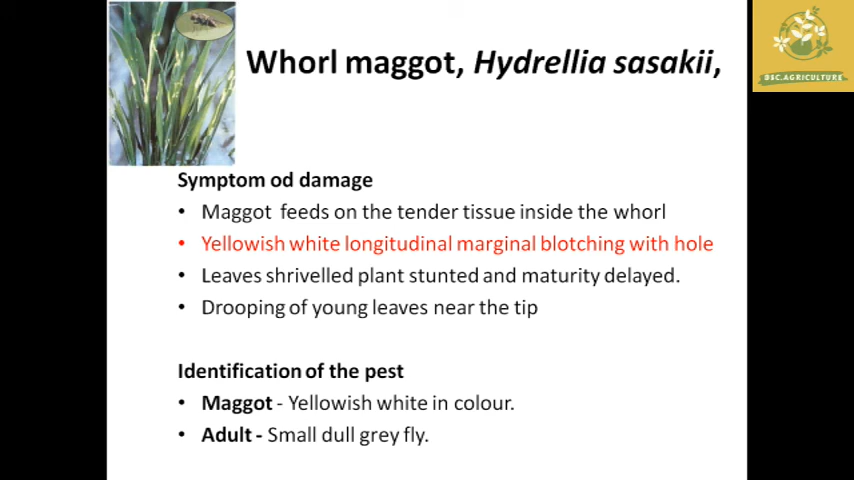 Whorl maggot, Hydrellia sasakii,
BSC.AGRICULTURE
Symptom od damage
• Maggot feeds on the tender tissue inside the whorl
• Yellowish white longitudinal marginal blotching with hole
• Leaves shrivelled plant stunted and maturity delayed.
• Drooping of young leaves near the tip
Identification of the pest
• Maggot - Yellowish white in colour.
• Adult - Small dull grey fly.